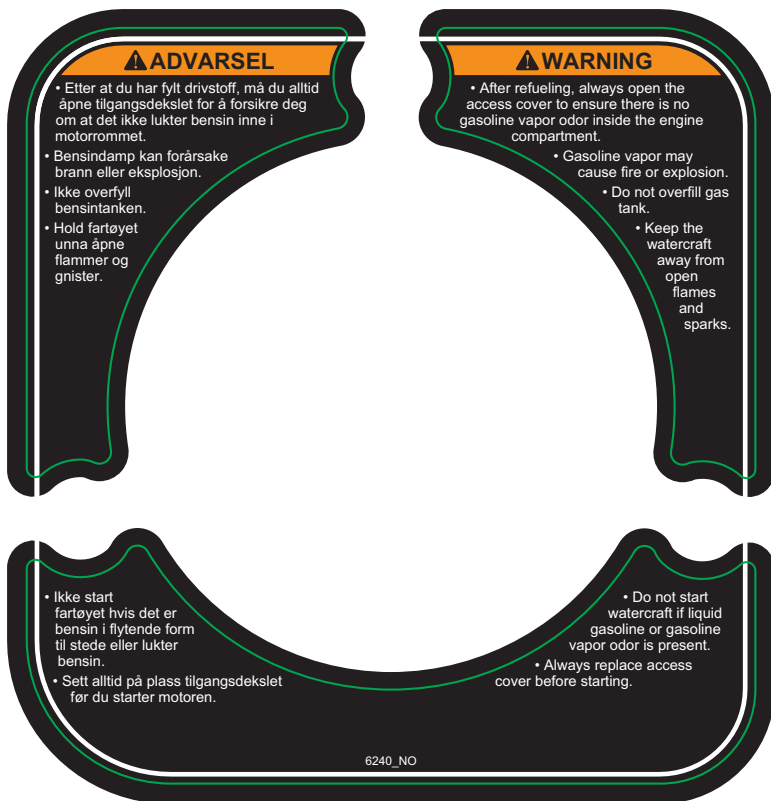 ADVARSEL
• Etter at du har fylt drivstoff, må du alltid
åpne tilgangsdekslet for å forsikre deg
om at det ikke lukter bensin inne i
motorrommet.
• Bensindamp kan forårsake
brann eller eksplosjon.
• Ikke overfyll
bensintanken.
• Hold fartøyet
unna åpne
flammer og
gnister.
WARNING
• After refueling, always open the
access cover to ensure there is no
gasoline vapor odor inside the engine
compartment.
• Gasoline vapor may
cause fire or explosion.
• Do not overfill gas
tank.
• Keep the
watercraft
away from
open
flames
and
sparks.
• Ikke start
fartøyet hvis det er
bensin i flytende form
til stede eller lukter
bensin.
• Sett alltid på plass tilgangsdekslet
før du starter motoren.
• Do not start
watercraft if liquid
gasoline or gasoline
vapor odor is present.
• Always replace access
cover before starting.
6240_NO